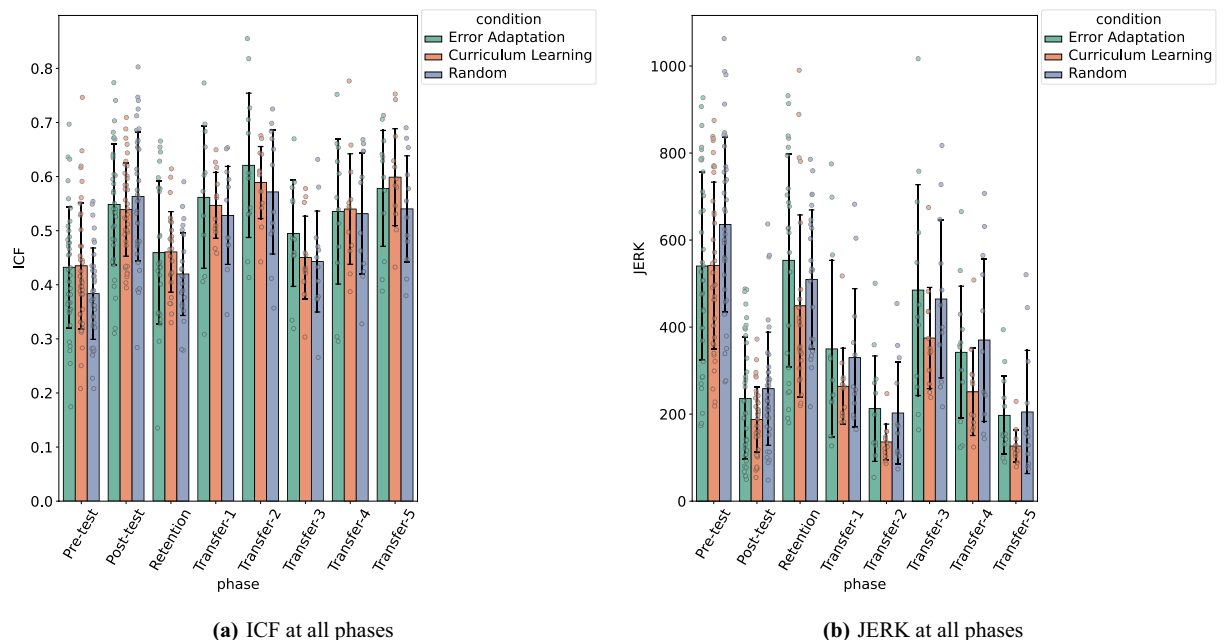 condition
Error Adaptation
Curriculum Learning
Random
0.8
0.7
0.6
0.5
0.4
0.3
0.2
0.1
0.0
ICF
Pre-test
Post-test
Retention
Transfer-1
Transfer-2
Transfer-3
Transfer-4
Transfer-5
phase
(a) ICF at all phases
condition
Error Adaptation
Curriculum Learning
Random
1000
800
600
400
200
0
JERK
Pre-test
Post-test
Retention
Transfer-1
Transfer-2
Transfer-3
Transfer-4
Transfer-5
phase
(b) JERK at all phases